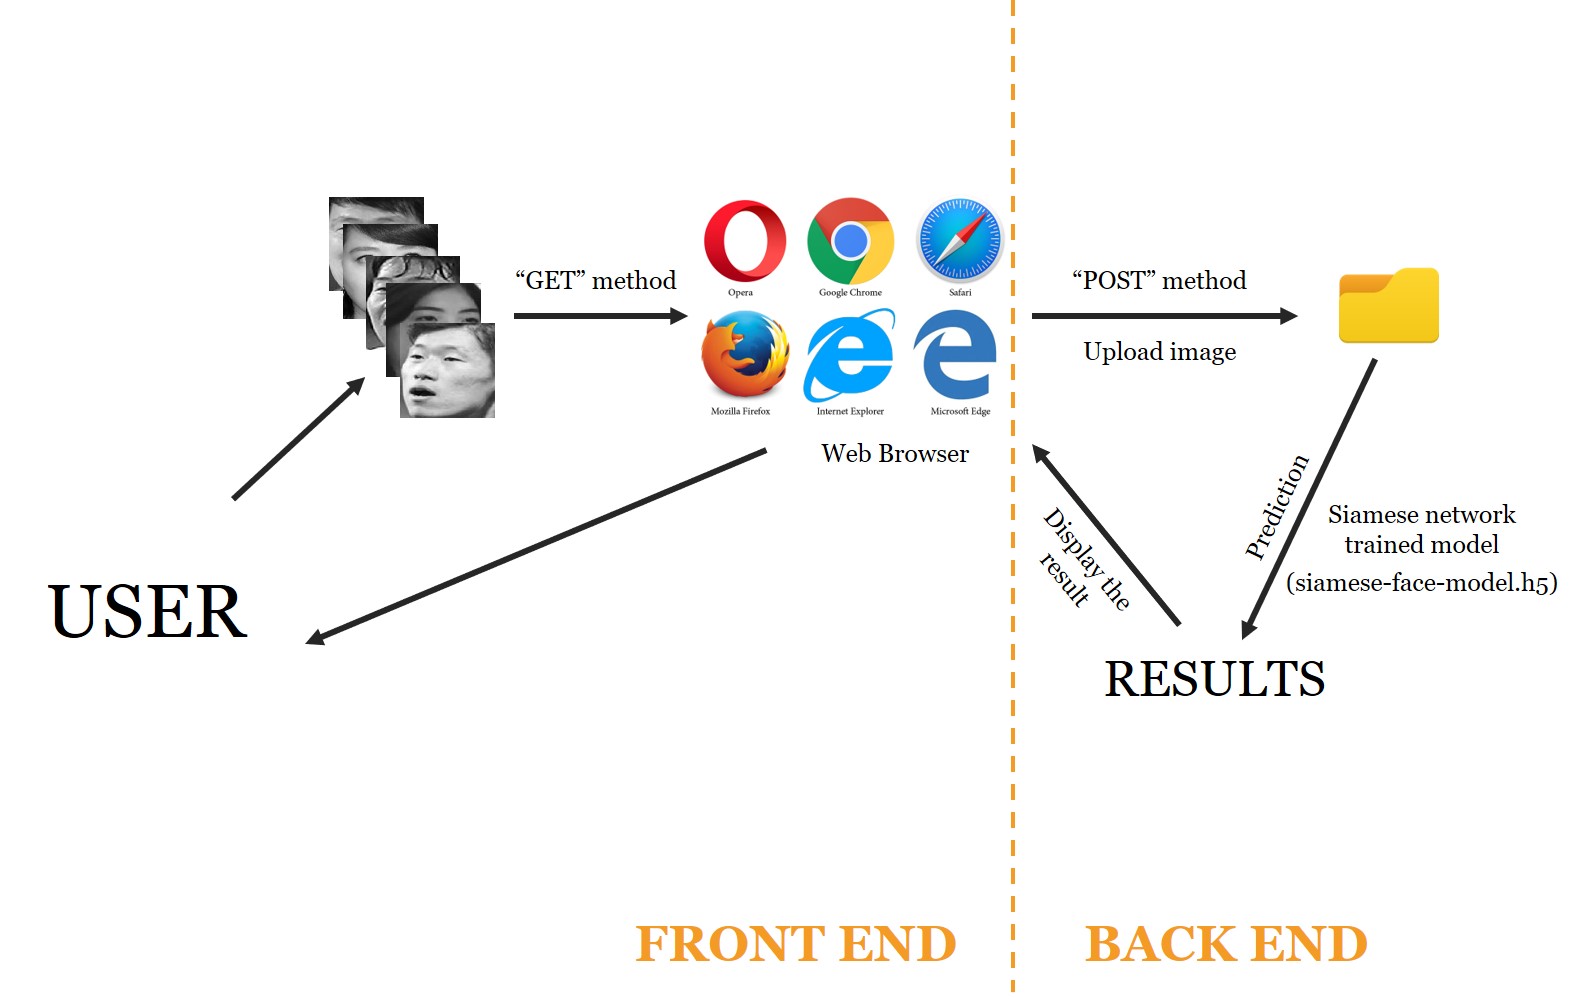 “GET” method
Opera
Google Chrome
Safari
Mozilla Firefox
Internet Explorer
Microsoft Edge
Web Browser
“POST” method
Upload image
Prediction
Siamese network
trained model
(siamese-face-model.h5)
Display the
result
USER
RESULTS
FRONT END
BACK END